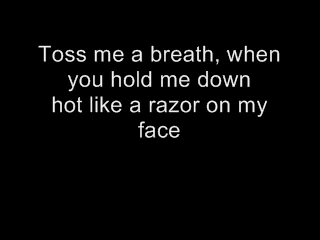 Toss me a breath, when
you hold me down
hot like a razor on my
face